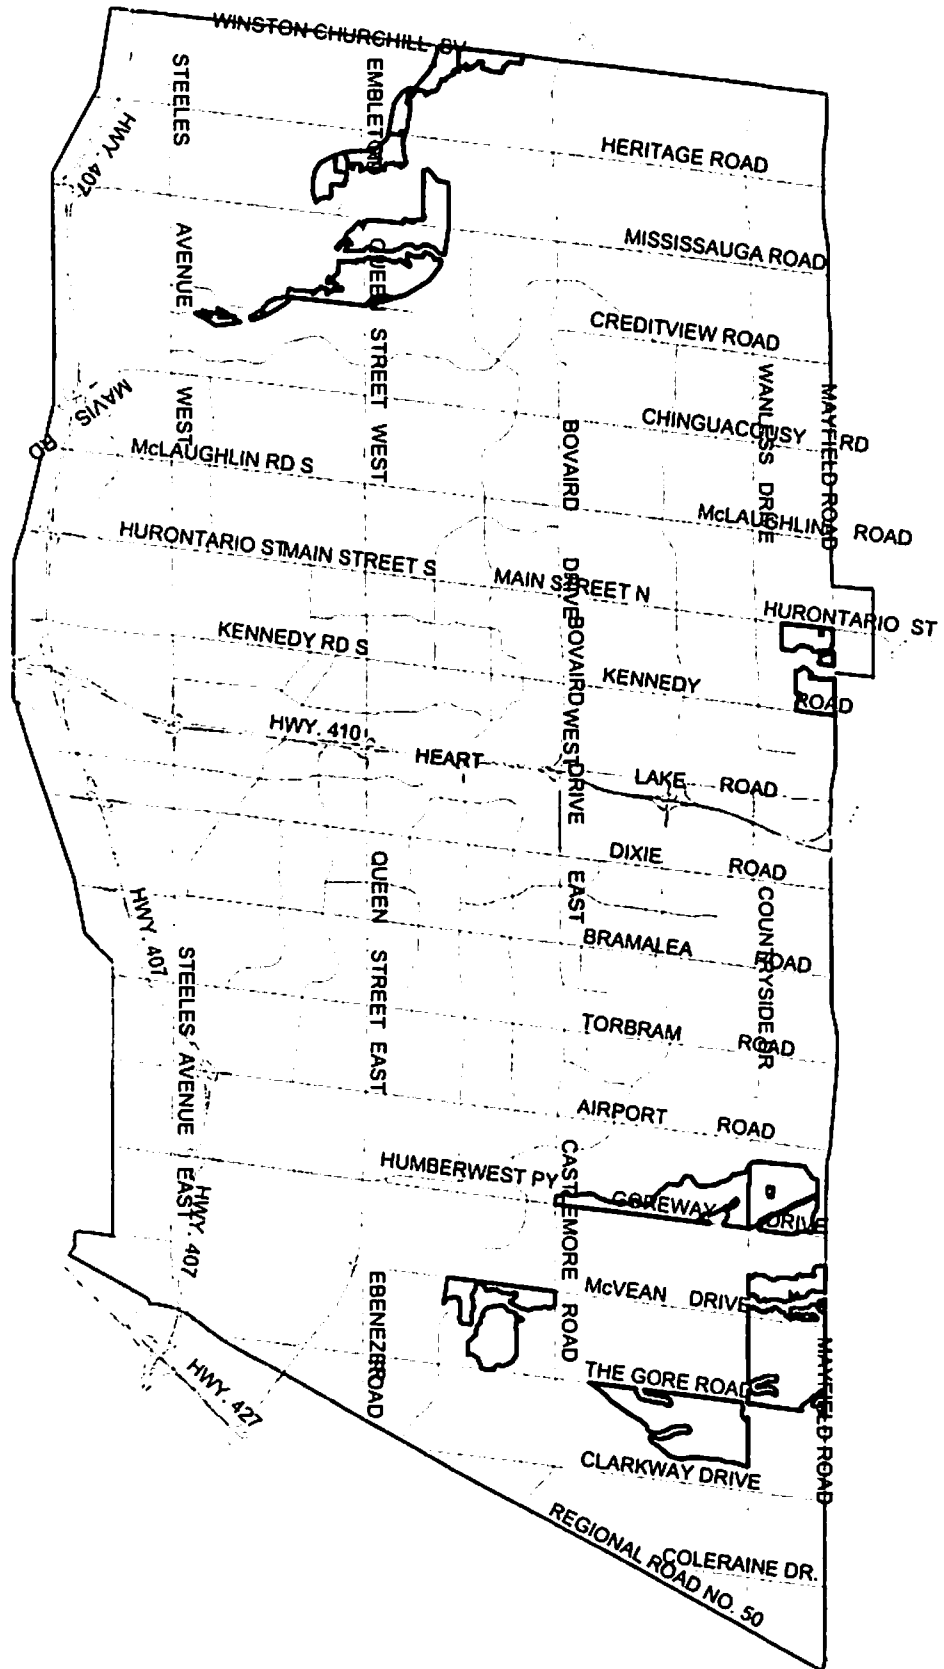 WINSTON CHURCHILL BV
STEELES
EMBLETON
HWY. 407
HERITAGE ROAD
MISSISSAUGA ROAD
AVENUE
QUEEN
CREDITVIEW ROAD
STREET
WANLESS DRIVE
MAYFIELD ROAD
MAVIS
RD
WEST
WEST
BOVAIRD
CHINGUACOUSY RD
McLAUGHLIN RD S
McLAUGHLIN ROAD
HURONTARIO ST
MAIN STREET S
MAIN STREET N
DRIVE
HURONTARIO ST
KENNEDY RD S
BOVAIRD
WEST
KENNEDY
ROAD
HWY. 410
HEART
LAKE ROAD
DRIVE
DIXIE ROAD
QUEEN
EAST
COUNTRYSIDE DR
HWY. 407
BRAMALEA ROAD
STEELES AVENUE EAST
STREET EAST
TORBRAM ROAD
AIRPORT ROAD
HUMBERWEST PY
CASTLEMORE ROAD
GOREWAY DRIVE
HWY. 407
EBENEZER
ROAD
McVEAN DRIVE
MAYFIELD ROAD
HWY. 427
THE GORE ROAD
CLARKWAY DRIVE
REGIONAL ROAD NO. 50
COLERAINE DR.